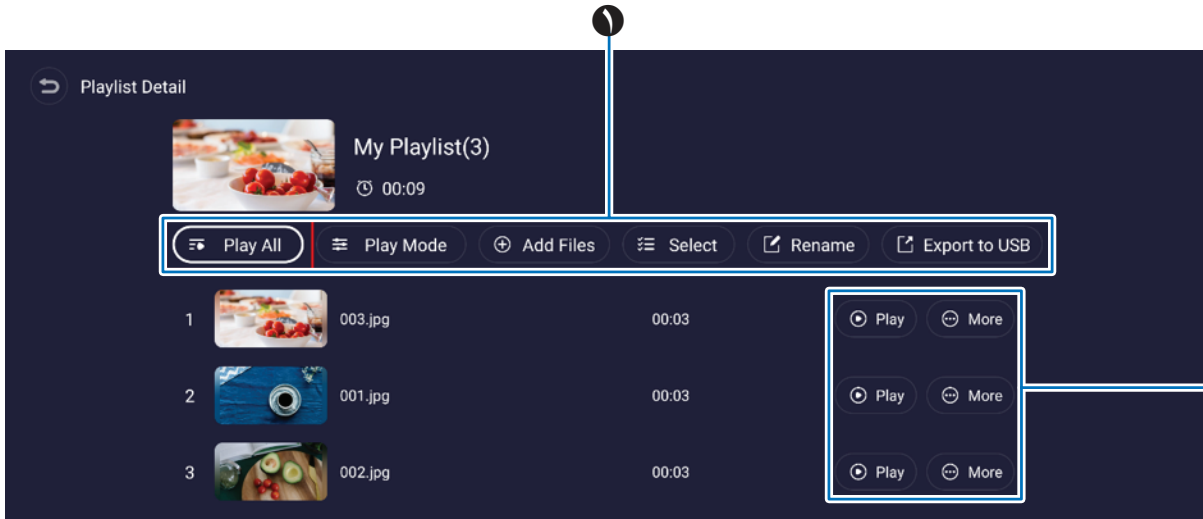 ١
Playlist Detail
My Playlist(3)
00:09
Play All Play Mode Add Files Select Rename Export to USB
1 003.jpg 00:03 Play More
2 001.jpg 00:03 Play More
3 002.jpg 00:03 Play More